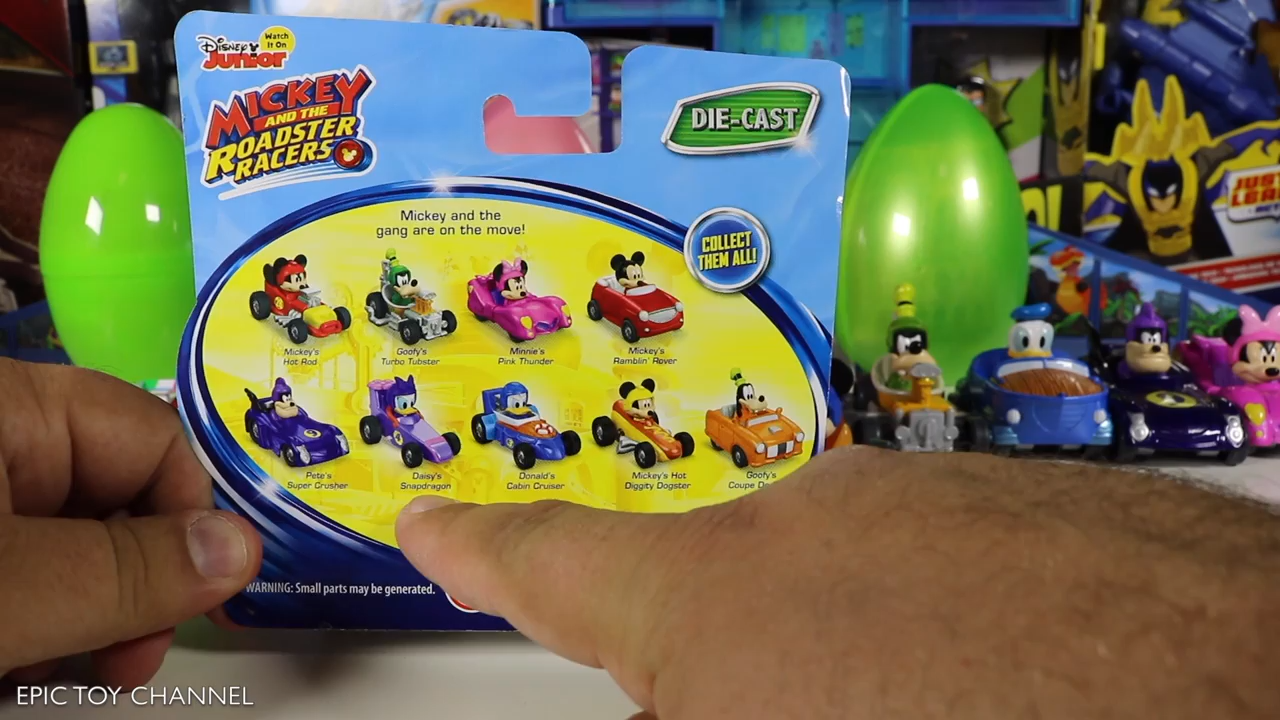 Disney
Junior
Watch
It On
MICKEY
AND THE
ROADSTER
RACERS
DIE-CAST
Mickey and the
gang are on the move!
COLLECT
THEM ALL!
Mickey's
Hot Rod
Goofy's
Turbo Tubster
Minnie's
Pink Thunder
Mickey's
Ramblin' Rover
Pete's
Super Crusher
Daisy's
Snapdragon
Donald's
Cabin Cruiser
Mickey's Hot
Diggity Dogster
Goofy's
Coupe
WARNING: Small parts may be generated.
JUST
EPIC TOY CHANNEL